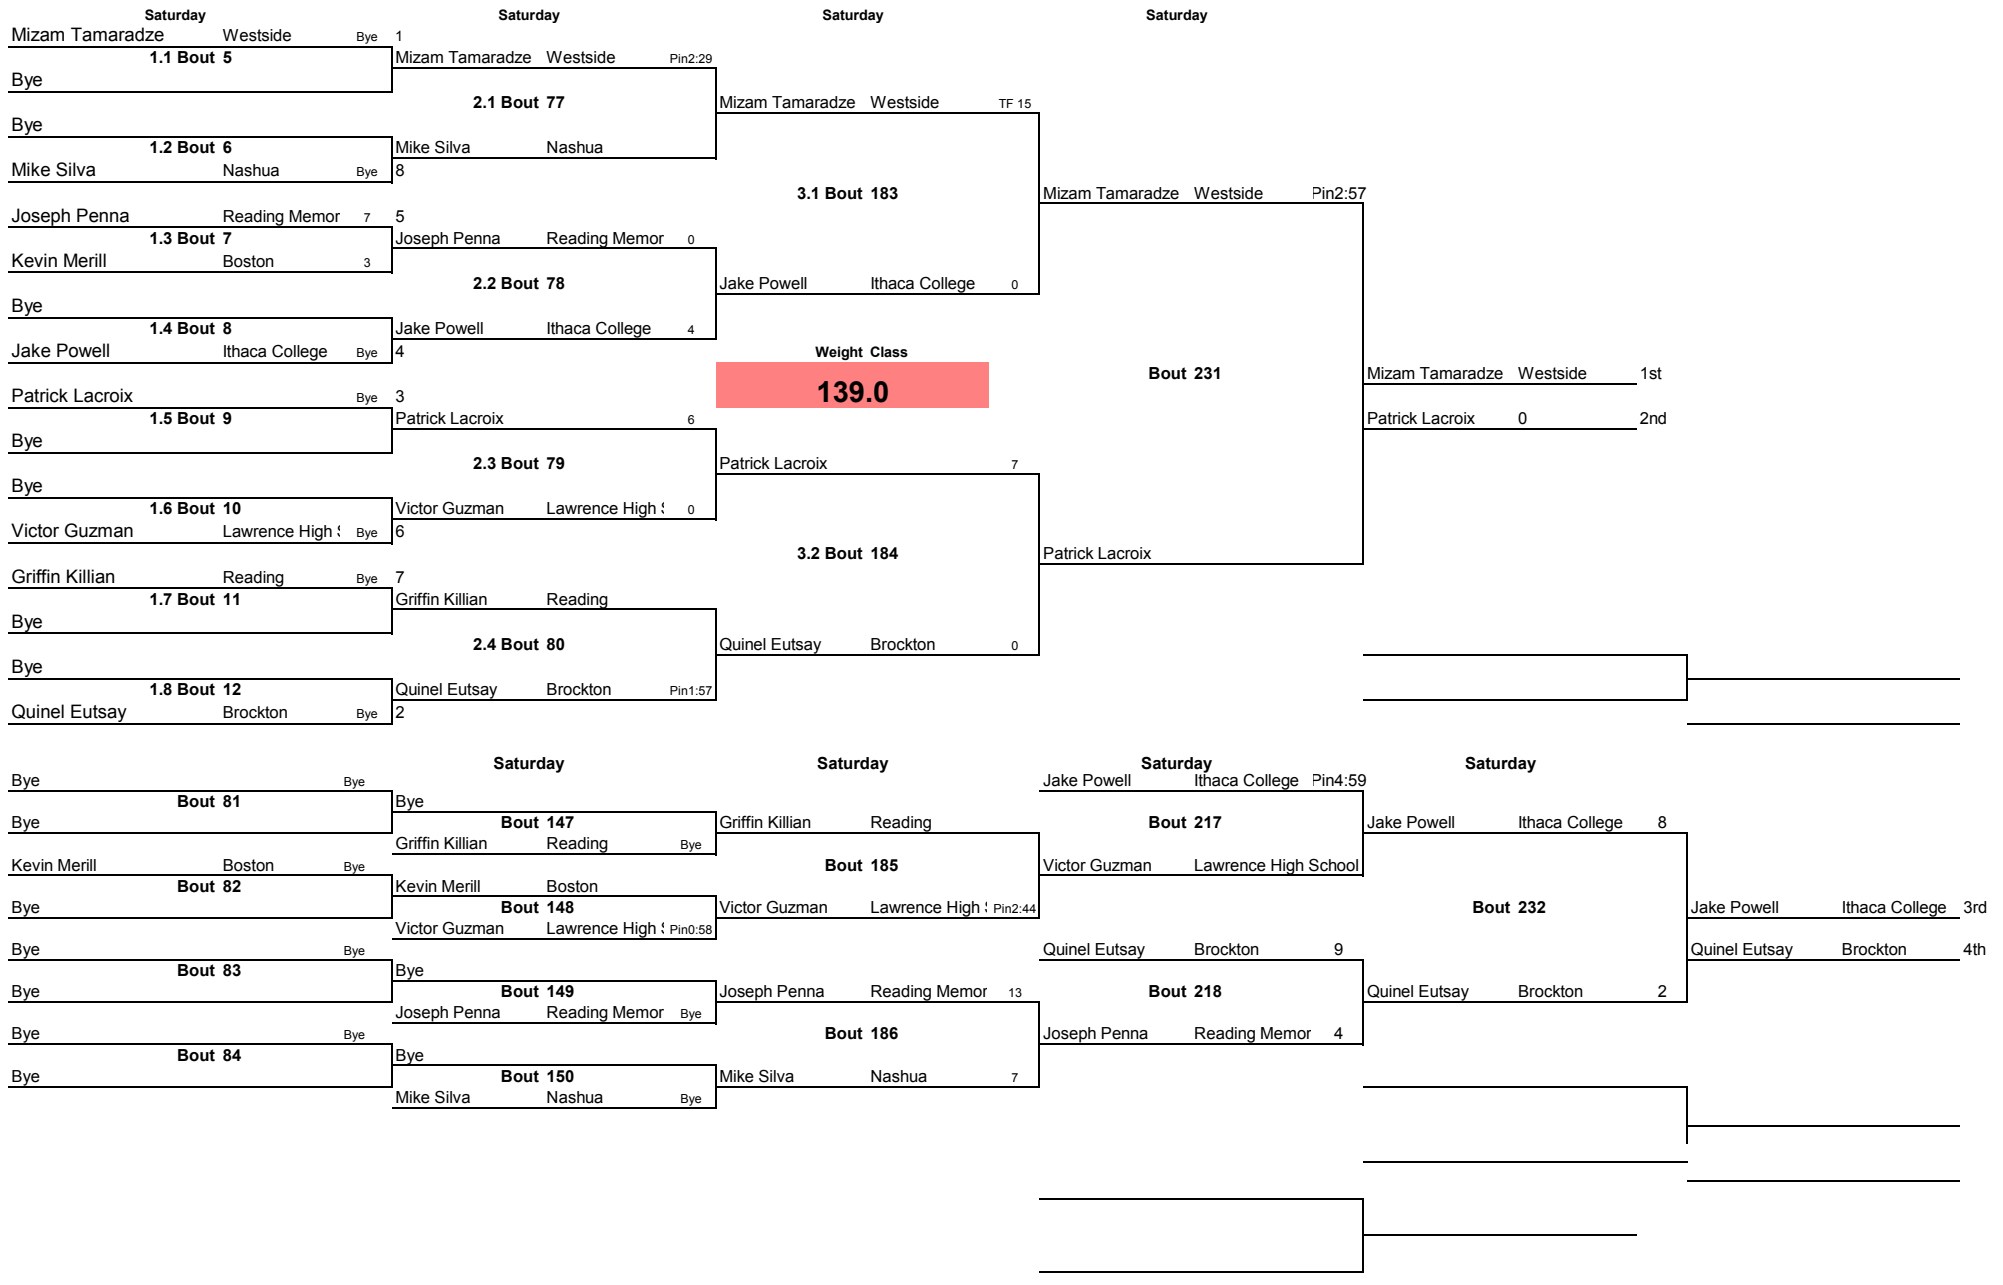 Saturday Saturday Saturday Saturday
Mizam Tamaradze Westside Bye 1
1.1 Bout 5 Mizam Tamaradze Westside Pin2:29
Bye
2.1 Bout 77 Mizam Tamaradze Westside TF 15
Bye
1.2 Bout 6 Mike Silva Nashua
Mike Silva Nashua Bye 8
3.1 Bout 183 Mizam Tamaradze Westside Pin2:57
Joseph Penna Reading Memor 7 5
1.3 Bout 7 Joseph Penna Reading Memor 0
Kevin Merill Boston 3
2.2 Bout 78 Jake Powell Ithaca College 0
Bye
1.4 Bout 8 Jake Powell Ithaca College 4
Jake Powell Ithaca College Bye 4 Weight Class
Bout 231 Mizam Tamaradze Westside 1st
Patrick Lacroix Bye 3 139.0
1.5 Bout 9 Patrick Lacroix 6 Patrick Lacroix 0 2nd
Bye
2.3 Bout 79 Patrick Lacroix 7
Bye
1.6 Bout 10 Victor Guzman Lawrence High 0
Victor Guzman Lawrence High Bye 6
3.2 Bout 184 Patrick Lacroix
Griffin Killian Reading Bye 7
1.7 Bout 11 Griffin Killian Reading
Bye
2.4 Bout 80 Quinel Eutsay Brockton 0
Bye
1.8 Bout 12 Quinel Eutsay Brockton Pin1:57
Quinel Eutsay Brockton Bye 2
Saturday Saturday Saturday Saturday
Bye Bye Jake Powell Ithaca College Pin4:59
Bout 81 Bye
Bye Bout 147 Griffin Killian Reading Bout 217 Jake Powell Ithaca College 8
Griffin Killian Reading Bye
Kevin Merill Boston Bye Bout 185 Victor Guzman Lawrence High School
Bout 82 Kevin Merill Boston
Bye Bout 148 Victor Guzman Lawrence High Pin2:44 Bout 232 Jake Powell Ithaca College 3rd
Victor Guzman Lawrence High Pin0:58
Bye Bye Quinel Eutsay Brockton 9 Quinel Eutsay Brockton 4th
Bout 83 Bye
Bye Bout 149 Joseph Penna Reading Memor 13 Bout 218 Quinel Eutsay Brockton 2
Joseph Penna Reading Memor Bye
Bye Bye Bout 186 Joseph Penna Reading Memor 4
Bout 84 Bye
Bye Bout 150 Mike Silva Nashua 7
Mike Silva Nashua Bye